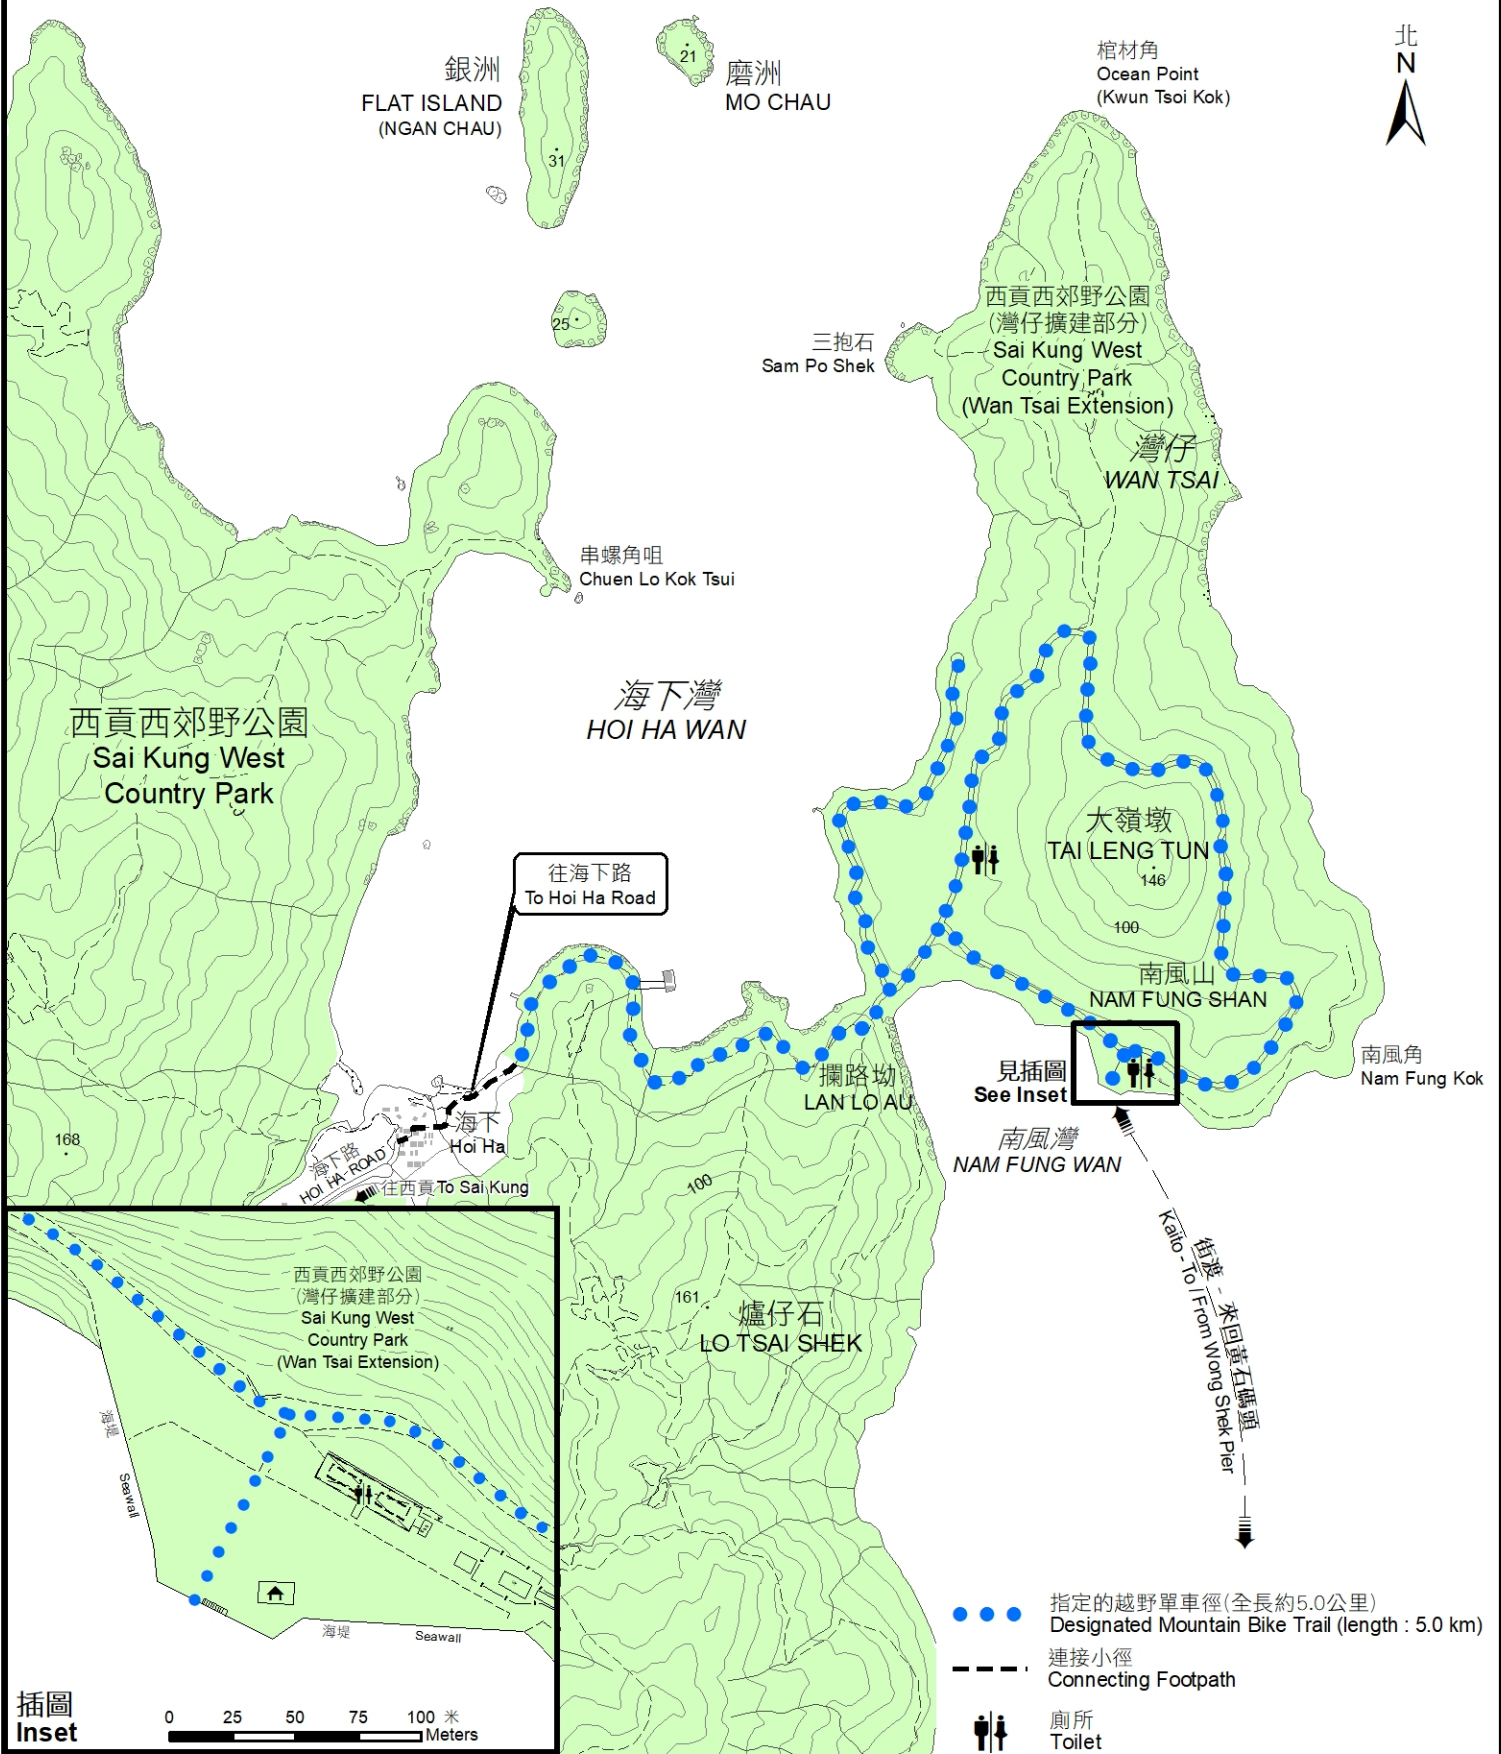 銀洲
FLAT ISLAND
(NGAN CHAU)
31
21
磨洲
MO CHAU
棺材角
Ocean Point
(Kwun Tsoi Kok)
北
N
25
三抱石
Sam Po Shek
西貢西郊野公園
(灣仔擴建部分)
Sai Kung West
Country Park
(Wan Tsai Extension)
灣仔
WAN TSAI
串螺角咀
Chuen Lo Kok Tsui
海下灣
HOI HA WAN
西貢西郊野公園
Sai Kung West
Country Park
大嶺墩
TAI LENG TUN
146
100
往海下路
To Hoi Ha Road
南風山
NAM FUNG SHAN
見插圖
See Inset
南風角
Nam Fung Kok
攔路坳
LAN LO AU
海下
Hoi Ha
168
海下路
HOI HA ROAD
往西貢To Sai Kung
南風灣
NAM FUNG WAN
100
161
爐仔石
LO TSAI SHEK
街渡 - 來回黃石碼頭
Kaito - To / From Wong Shek Pier
西貢西郊野公園
(灣仔擴建部分)
Sai Kung West
Country Park
(Wan Tsai Extension)
海堤
Seawall
海堤
Seawall
插圖
Inset
0 25 50 75 100 米
Meters
指定的越野單車徑(全長約5.0公里)
Designated Mountain Bike Trail (length : 5.0 km)
連接小徑
Connecting Footpath
廁所
Toilet